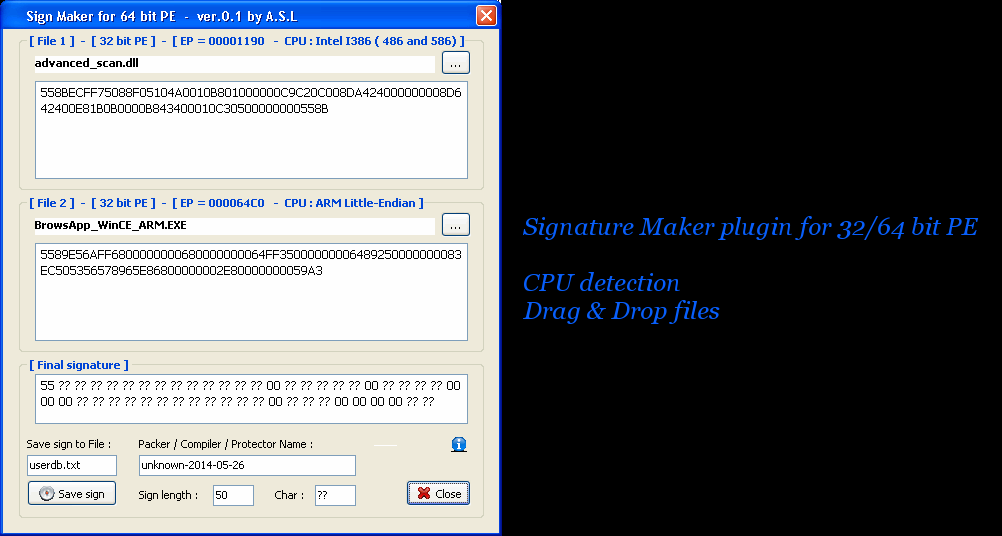 Sign Maker for 64 bit PE - ver.0.1 by A.S.L
[ File 1 ] - [ 32 bit PE ] - [ EP = 00001190 - CPU : Intel I386 ( 486 and 586) ]
advanced_scan.dll
...
558BECFF75088F05104A0010B801000000C9C20C008DA424000000008D6
42400E81B0B0000B843400010C305000000000558B
[ File 2 ] - [ 32 bit PE ] - [ EP = 000064C0 - CPU : ARM Little-Endian ]
BrowsApp_WinCE_ARM.EXE
...
5589E56AFF6800000000680000000064FF35000000006489250000000083
EC505356578965E86800000002E80000000059A3
[ Final signature ]
55 ?? ?? ?? ?? ?? ?? ?? ?? ?? ?? ?? ?? ?? 00 ?? ?? ?? ?? ?? 00 ?? ?? ?? ?? 00
00 00 ?? ?? ?? ?? ?? ?? ?? ?? ?? ?? ?? ?? 00 ?? ?? ?? 00 00 00 00 ?? ??
Save sign to File :
Packer / Compiler / Protector Name :
userdb.txt
unknown-2014-05-26
Save sign
Sign length :
50
Char :
??
Close
Signature Maker plugin for 32/64 bit PE
CPU detection
Drag & Drop files